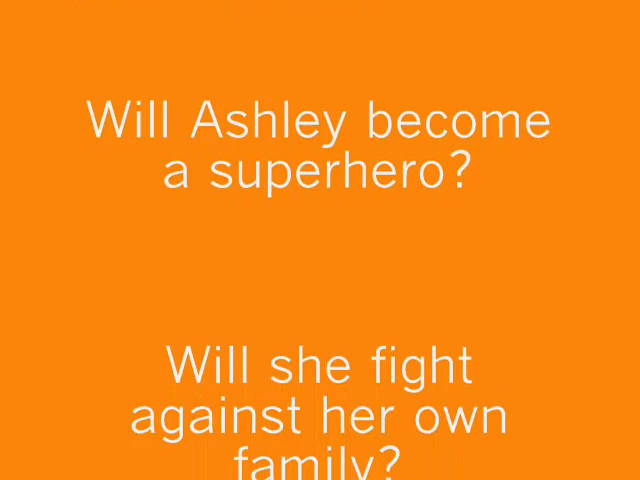 Will Ashley become
a superhero?
Will she fight
against her own
family?